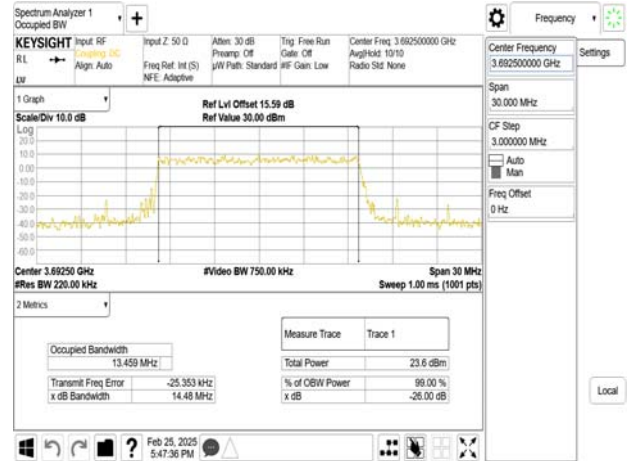 Spectrum Analyzer 1
Occupied BW
Frequency
KEYSIGHT
Input: RF
Coupling: DC
Align: Auto
Input Z: 50 Ω
Freq Ref: Int (S)
NFE: Adaptive
Atten: 30 dB
Preamp: Off
µW Path: Standard
Trig: Free Run
Gate: Off
#IF Gain: Low
Center Freq: 3.692500000 GHz
Avg|Hold: 10/10
Radio Std: None
RL
Center Frequency
3.692500000 GHz
Settings
Span
30.000 MHz
CF Step
3.000000 MHz
Auto
Man
Freq Offset
0 Hz
Local
1 Graph
Scale/Div 10.0 dB
Ref Lvl Offset 15.59 dB
Ref Value 30.00 dBm
Log
20.0
10.0
0.00
-10.0
-20.0
-30.0
-40.0
-50.0
-60.0
Center 3.69250 GHz
#Video BW 750.00 kHz
Span 30 MHz
#Res BW 220.00 kHz
Sweep 1.00 ms (1001 pts)
2 Metrics
Measure Trace
Trace 1
Occupied Bandwidth
13.459 MHz
Total Power
23.6 dBm
Transmit Freq Error
-25.353 kHz
% of OBW Power
99.00 %
x dB Bandwidth
14.48 MHz
x dB
-26.00 dB
Feb 25, 2025
5:47:36 PM